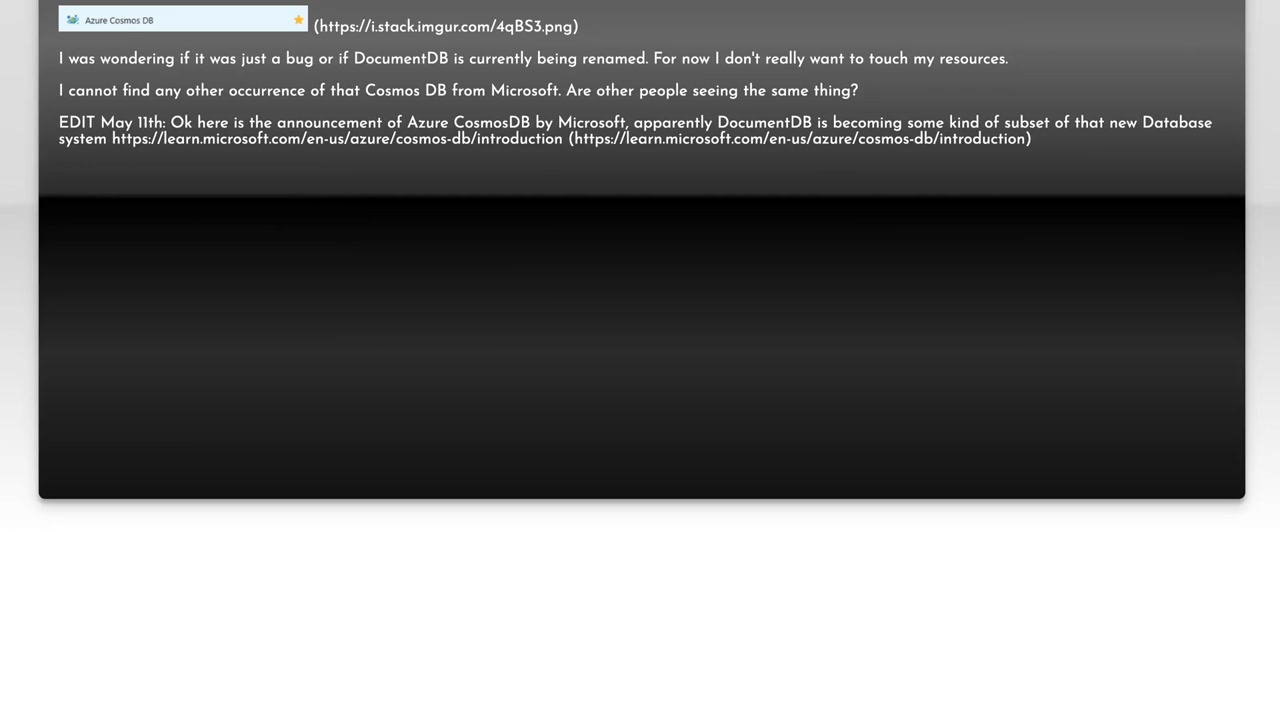 Azure Cosmos DB (https://i.stack.imgur.com/4qBS3.png)
I was wondering if it was just a bug or if DocumentDB is currently being renamed. For now I don't really want to touch my resources.
I cannot find any other occurrence of that Cosmos DB from Microsoft. Are other people seeing the same thing?
EDIT May 11th: Ok here is the announcement of Azure CosmosDB by Microsoft, apparently DocumentDB is becoming some kind of subset of that new Database
system https://learn.microsoft.com/en-us/azure/cosmos-db/introduction (https://learn.microsoft.com/en-us/azure/cosmos-db/introduction)